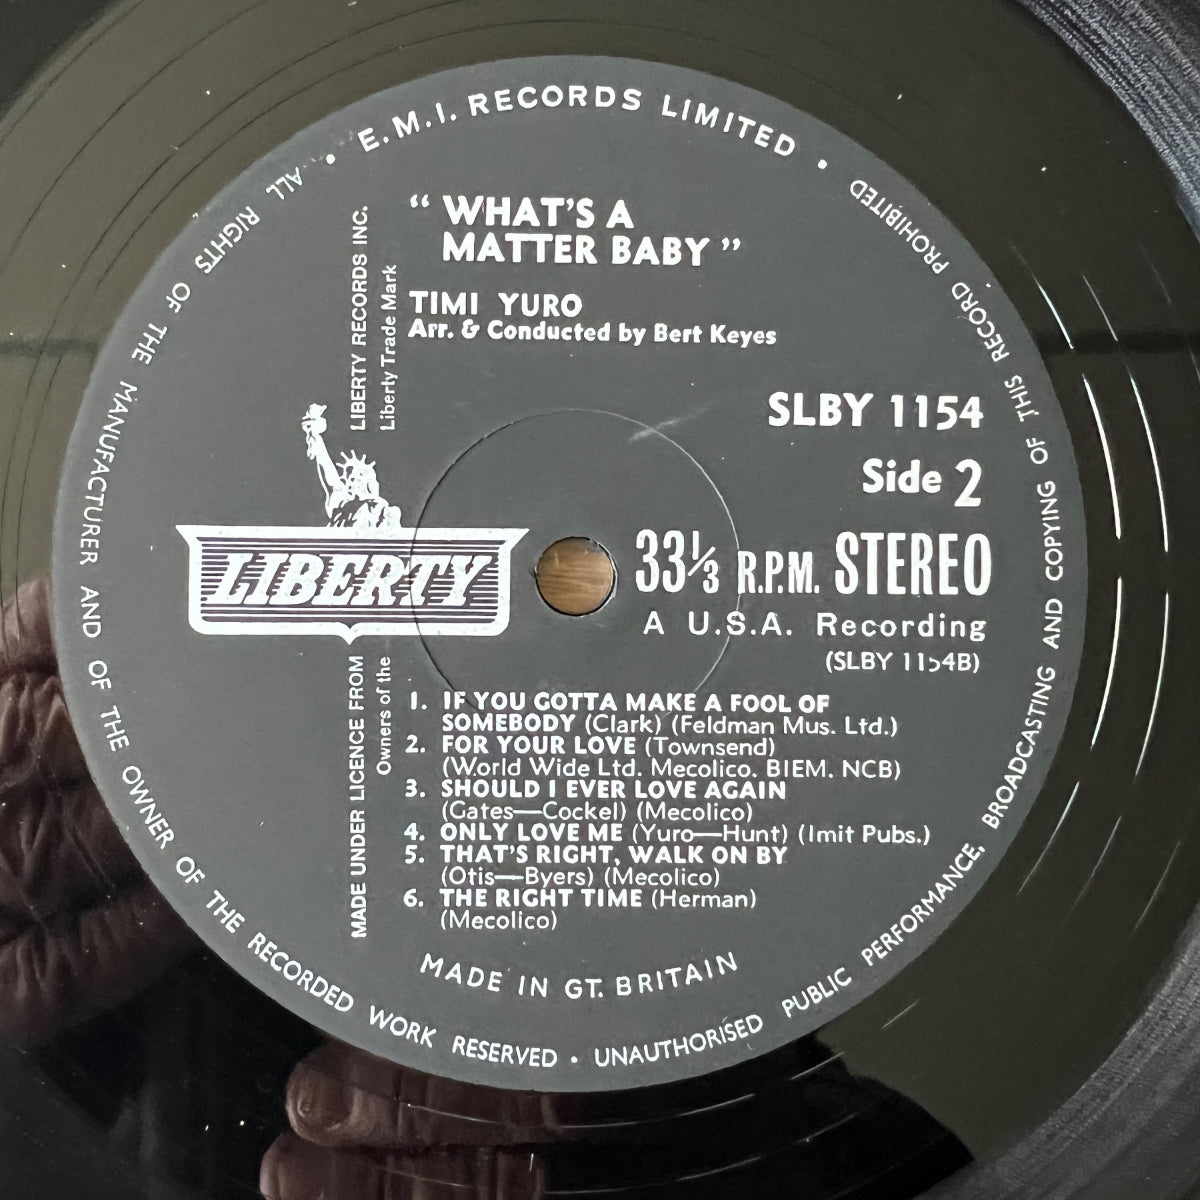 • E.M.I. RECORDS LIMITED •
ALL RIGHTS OF THE MANUFACTURER AND OF THE OWNER OF THE RECORDED WORK RESERVED • UNAUTHORISED PUBLIC PERFORMANCE, BROADCASTING AND COPYING OF THIS RECORD PROHIBITED
“ WHAT'S A
MATTER BABY ”
TIMI YURO
Arr. & Conducted by Bert Keyes
LIBERTY RECORDS INC.
Liberty Trade Mark
SLBY 1154
Side 2
LIBERTY
33⅓ R.P.M. STEREO
A U.S.A. Recording
(SLBY 1154B)
MADE UNDER LICENCE FROM
Owners of the
1. IF YOU GOTTA MAKE A FOOL OF
SOMEBODY (Clark) (Feldman Mus. Ltd.)
2. FOR YOUR LOVE (Townsend)
(World Wide Ltd. Mecolico. BIEM. NCB)
3. SHOULD I EVER LOVE AGAIN
(Gates—Cockel) (Mecolico)
4. ONLY LOVE ME (Yuro—Hunt) (Imit Pubs.)
5. THAT'S RIGHT, WALK ON BY
(Otis—Byers) (Mecolico)
6. THE RIGHT TIME (Herman)
(Mecolico)
MADE IN GT. BRITAIN